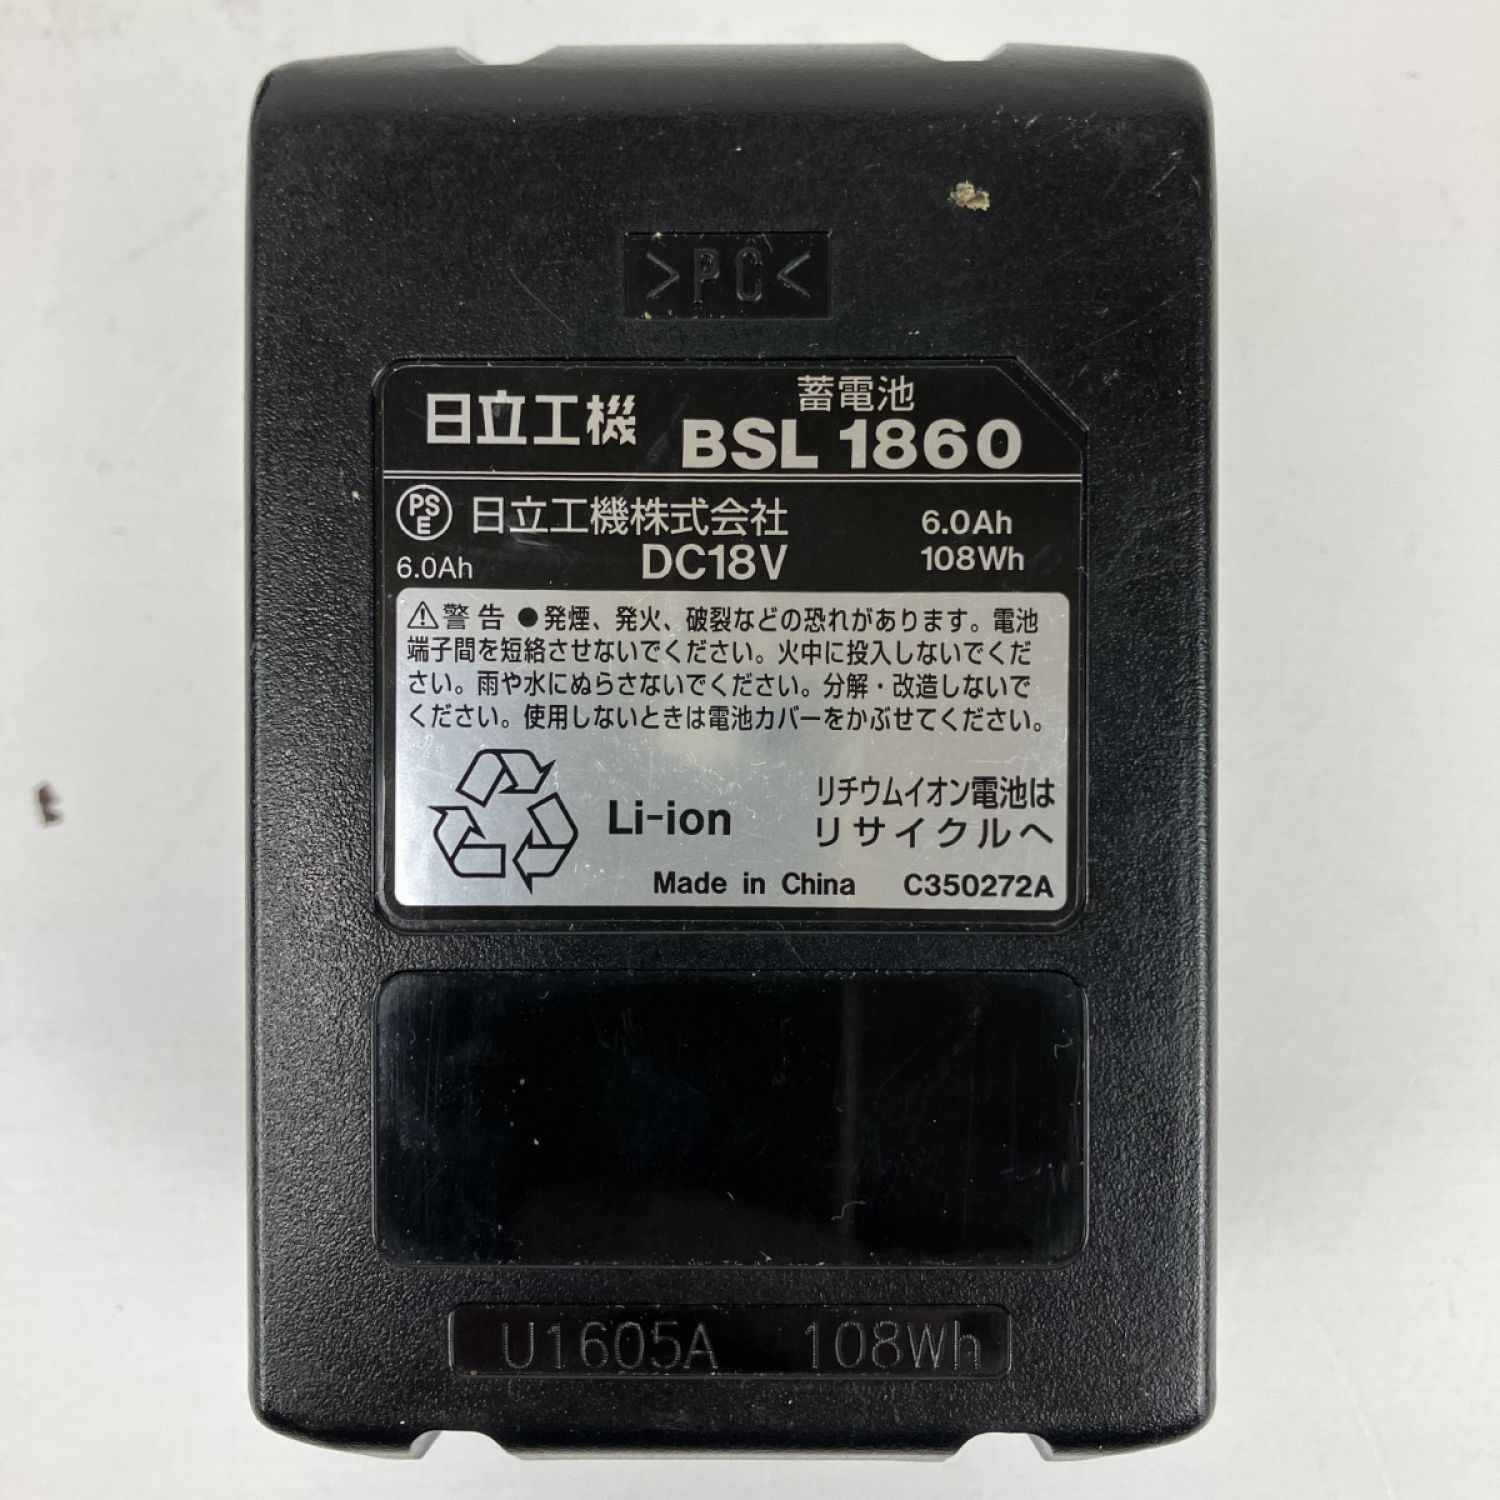 >PC<
日立工機 蓄電池
BSL 1860
PSE 日立工機株式会社 6.0Ah
6.0Ah DC18V 108Wh
⚠警告 ●発煙、発火、破裂などの恐れがあります。電池
端子間を短絡させないでください。火中に投入しないでくだ
さい。雨や水にぬらさないでください。分解・改造しないで
ください。使用しないときは電池カバーをかぶせてください。
リチウムイオン電池は
Li-ion リサイクルへ
Made in China C350272A
U1605A 108Wh